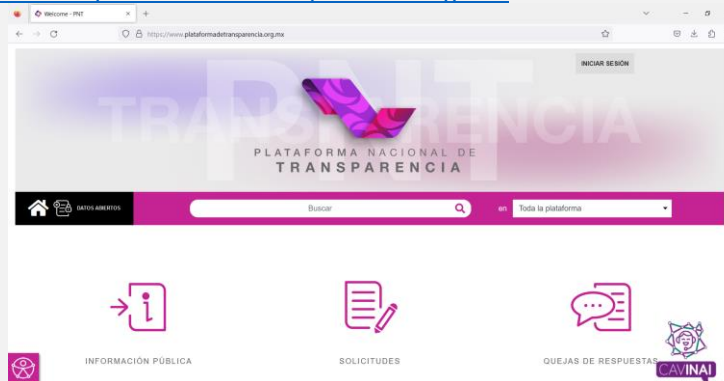 Welcome - PNT
https://www.plataformadetransparencia.org.mx
INICIAR SESIÓN
PNT
TRANSPARENCIA
PLATAFORMA NACIONAL DE
TRANSPARENCIA
DATOS ABIERTOS
Buscar
en
Toda la plataforma
INFORMACIÓN PÚBLICA
SOLICITUDES
QUEJAS DE RESPUESTAS
CAVINAI